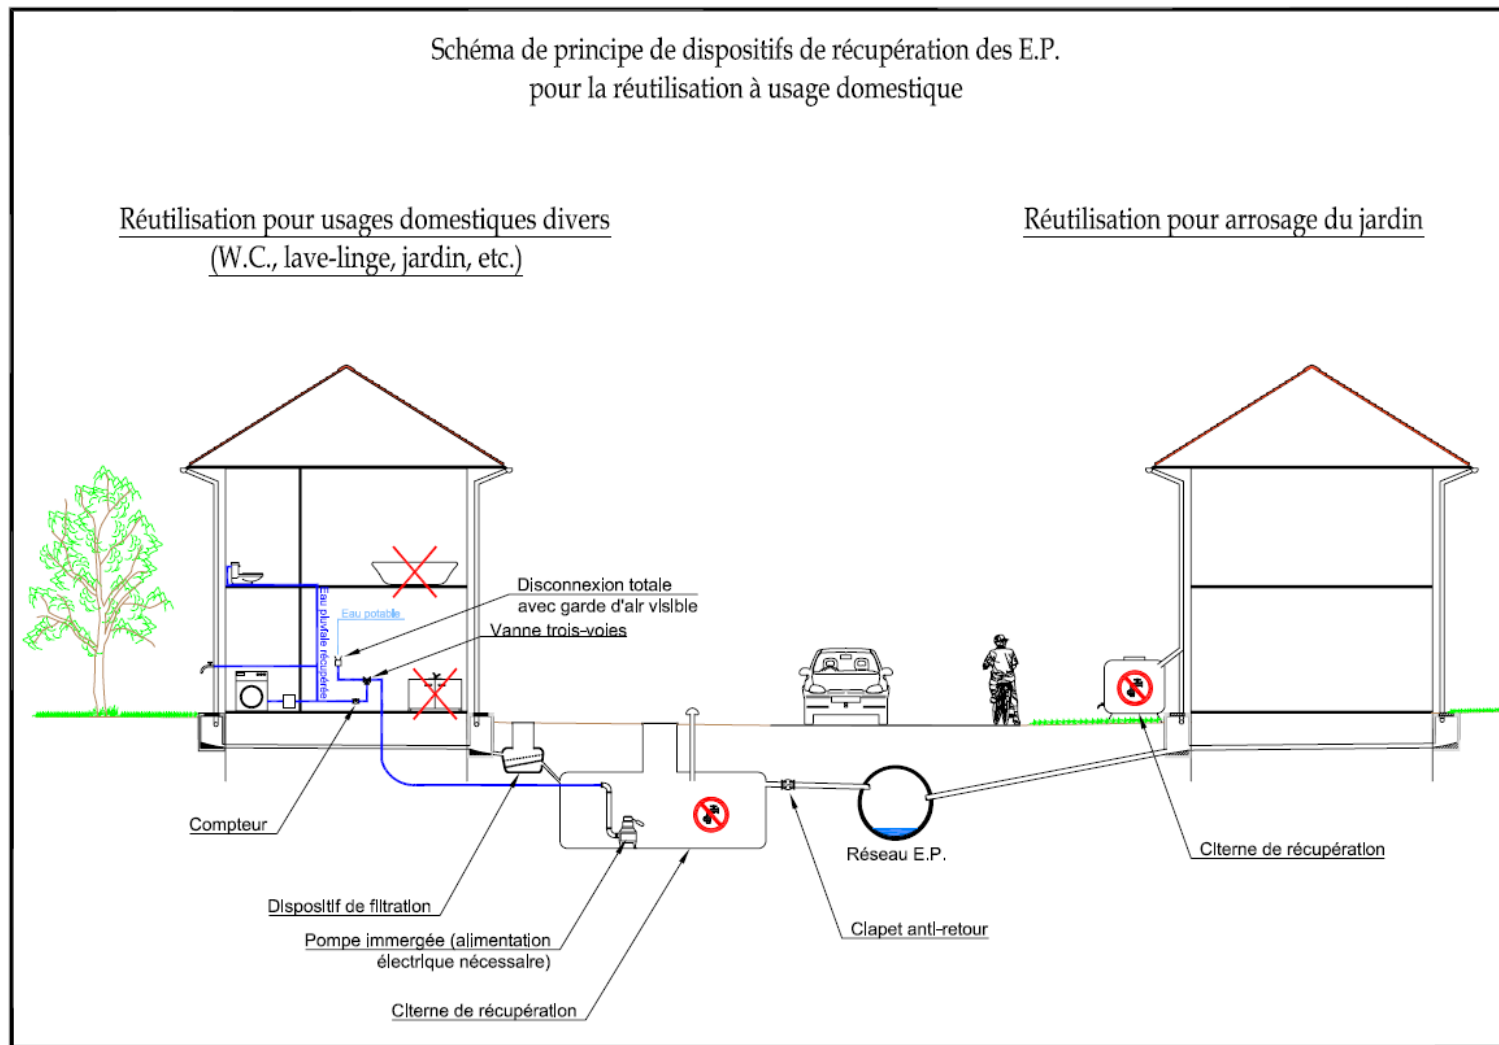 Schéma de principe de dispositifs de récupération des E.P.
pour la réutilisation à usage domestique
Réutilisation pour usages domestiques divers
(W.C., lave-linge, jardin, etc.)
Réutilisation pour arrosage du jardin
Disconnexion totale
avec garde d'air visible
Vanne trois-voies
Eau potable
Eau pluviale récupérée
Compteur
Dispositif de filtration
Pompe immergée (alimentation
électrique nécessaire)
Citerne de récupération
Réseau E.P.
Clapet anti-retour
Citerne de récupération